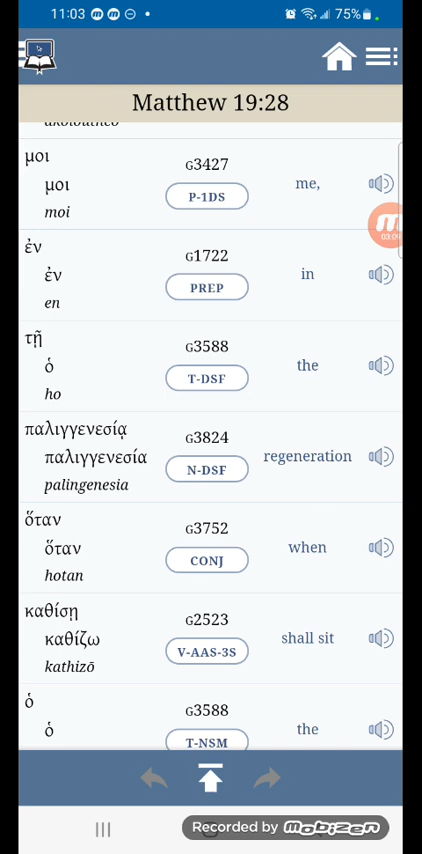 11:03
75%
Matthew 19:28
akoloutheō
μοι
G3427
μοι
P-1DS
me,
moi
ἐν
G1722
ἐν
PREP
in
en
τῇ
G3588
ὁ
T-DSF
the
ho
παλιγγενεσίᾳ
G3824
παλιγγενεσία
N-DSF
regeneration
palingenesia
ὅταν
G3752
ὅταν
CONJ
when
hotan
καθίσῃ
G2523
καθίζω
V-AAS-3S
shall sit
kathizō
ὁ
G3588
ὁ
T-NSM
the
Recorded by mobizen